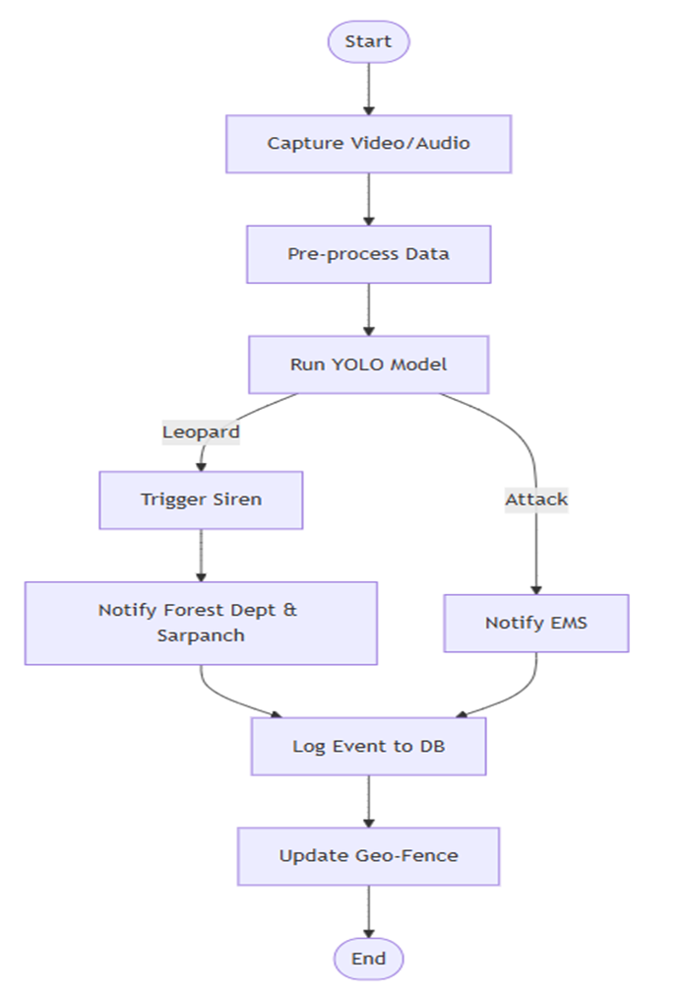 Start
Capture Video/Audio
Pre-process Data
Run YOLO Model
Leopard
Trigger Siren
Attack
Notify Forest Dept &
Sarpanch
Notify EMS
Log Event to DB
Update Geo-Fence
End